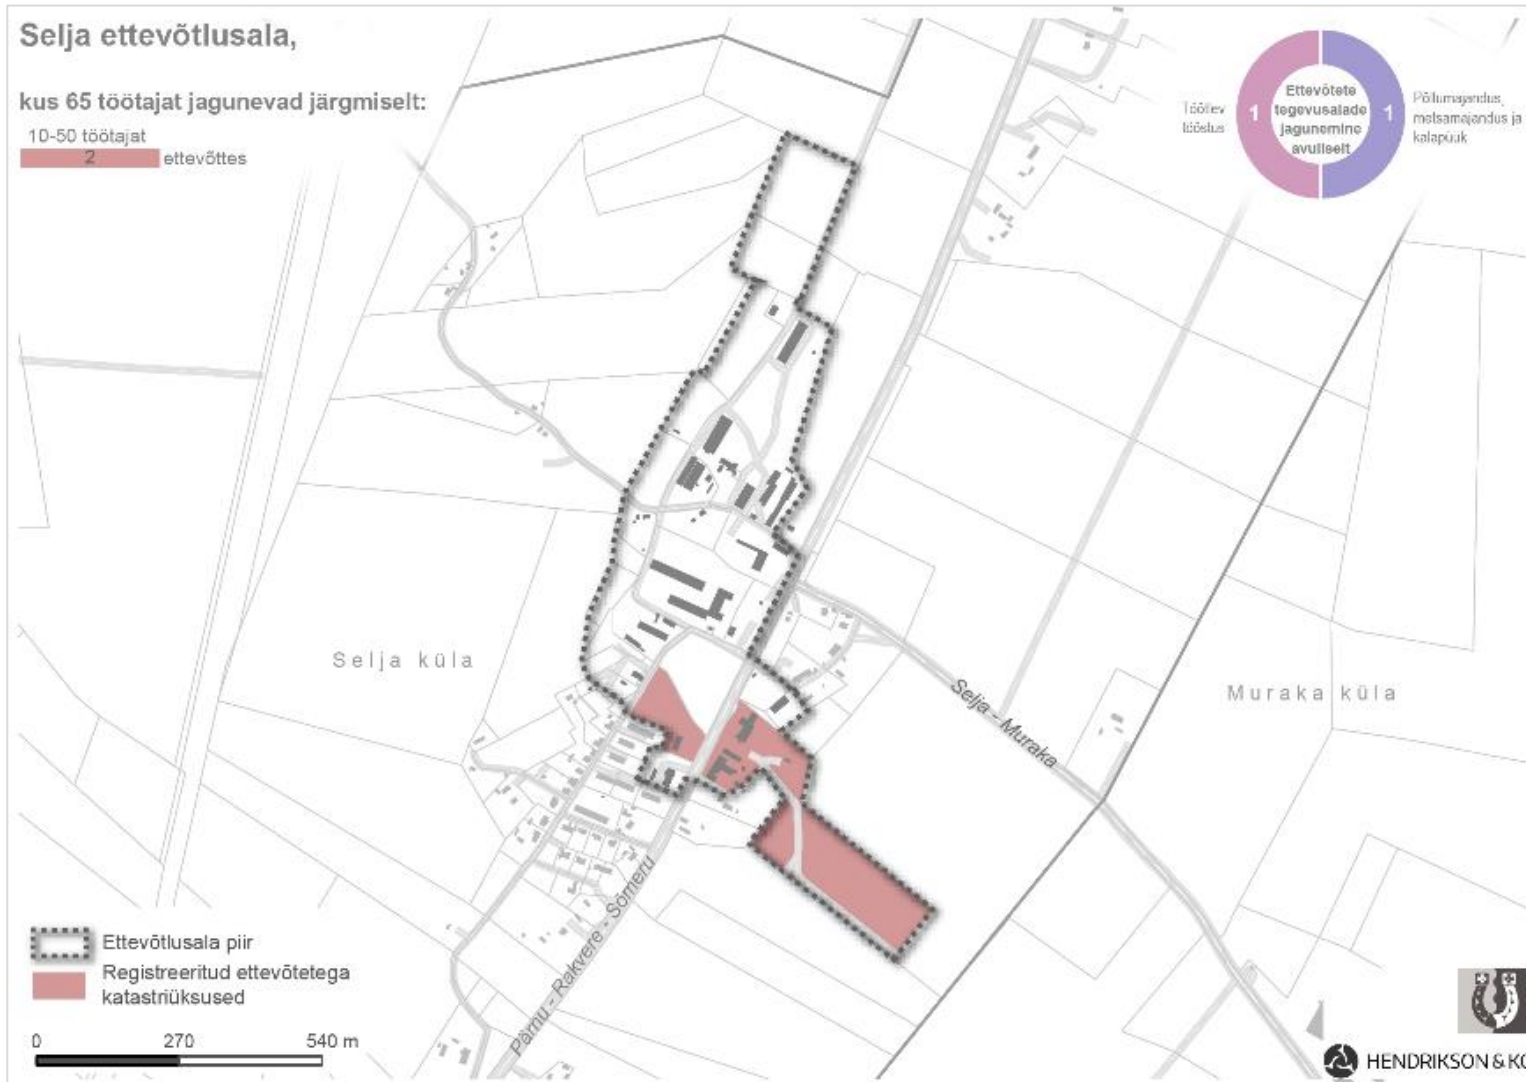 Selja ettevõtlusala,
kus 65 töötajat jagunevad järgmiselt:
10-50 töötajat
2 ettevõttes
Töötlev
tööstus
1
Ettevõtete
tegevusalade
jagunemine
avuliselt
1
Põllumajandus,
metsamajandus ja
kalapüük
Selja küla
Selja - Muraka
Muraka küla
Pärnu - Rakvere - Sõmeru
Ettevõtlusala piir
Registreeritud ettevõtetega
katastriüksused
0 270 540 m
HENDRIKSON & KO